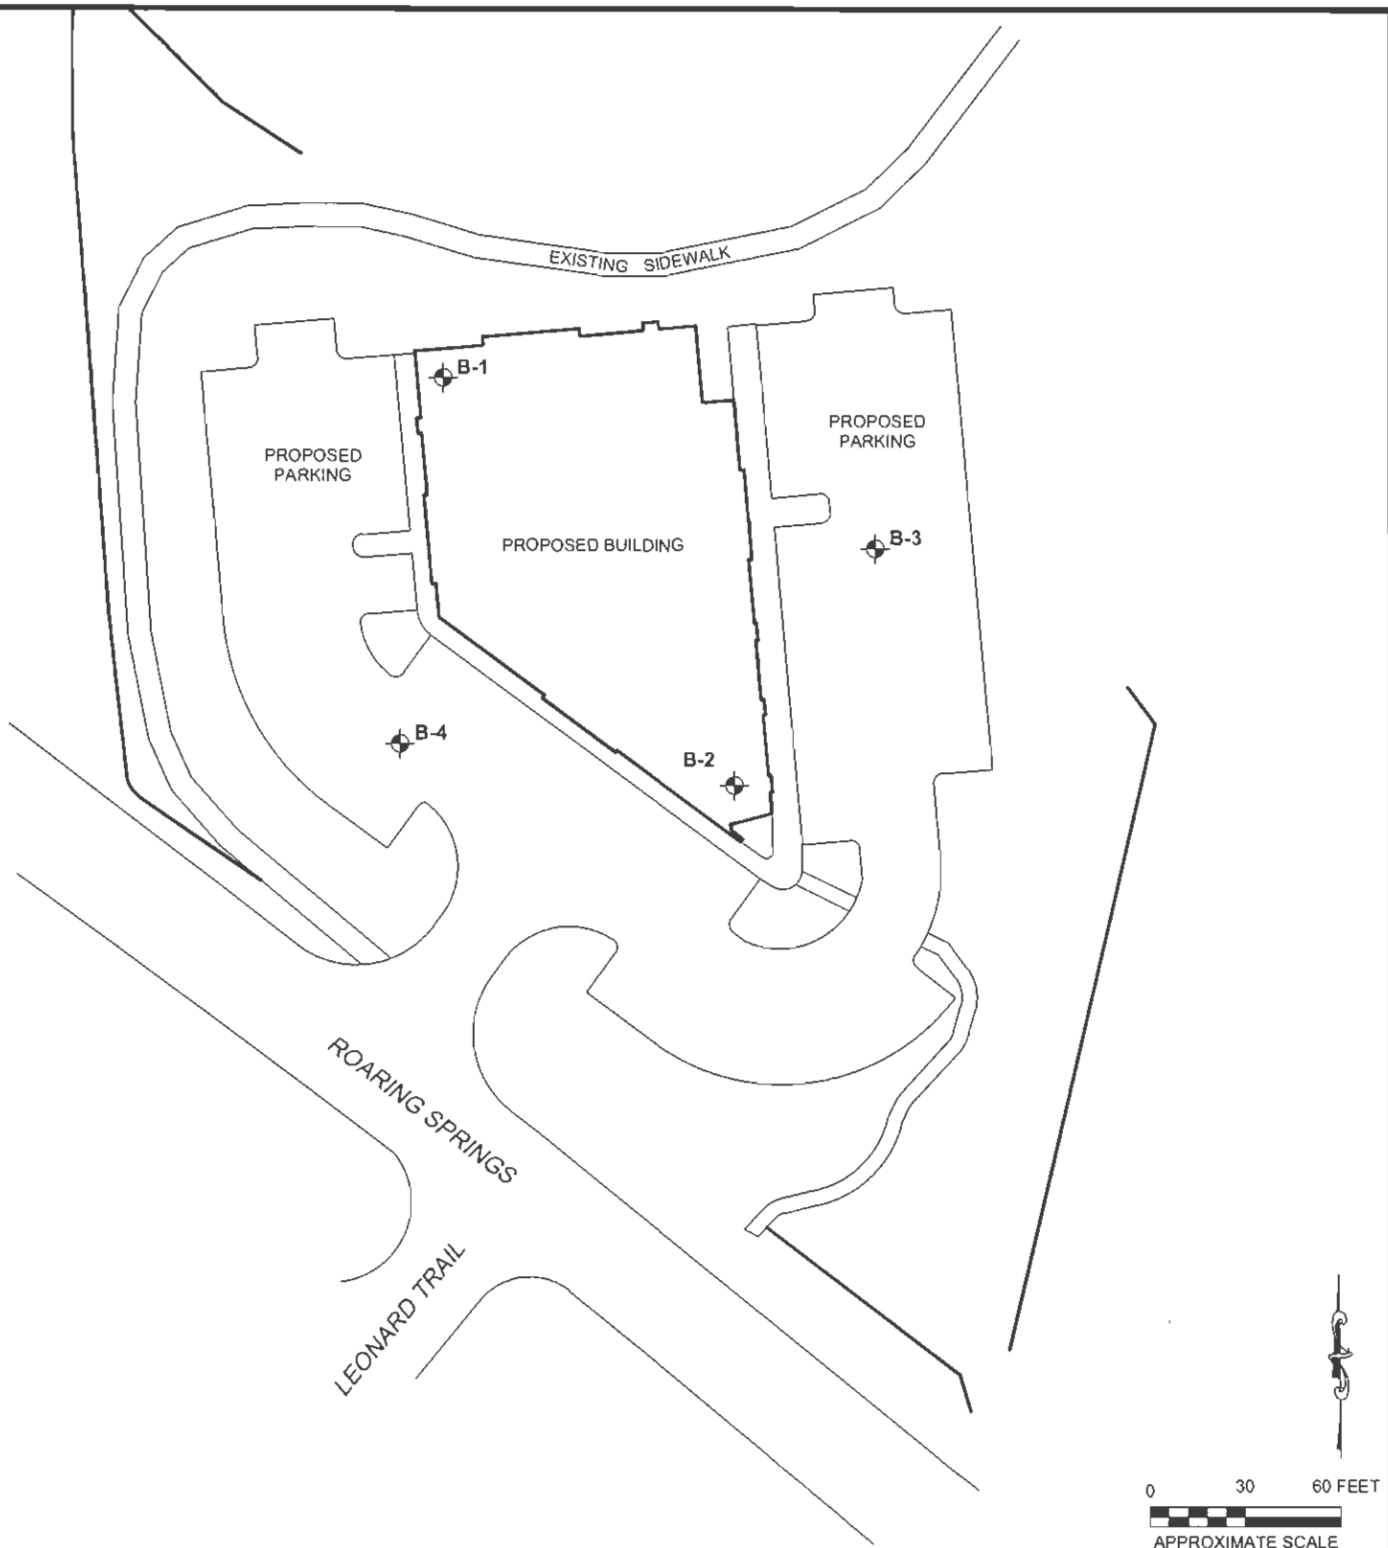 EXISTING SIDEWALK
B-1
PROPOSED
PARKING
PROPOSED
PARKING
PROPOSED BUILDING
B-3
B-4
B-2
ROARING SPRINGS
LEONARD TRAIL
0 30 60 FEET
APPROXIMATE SCALE